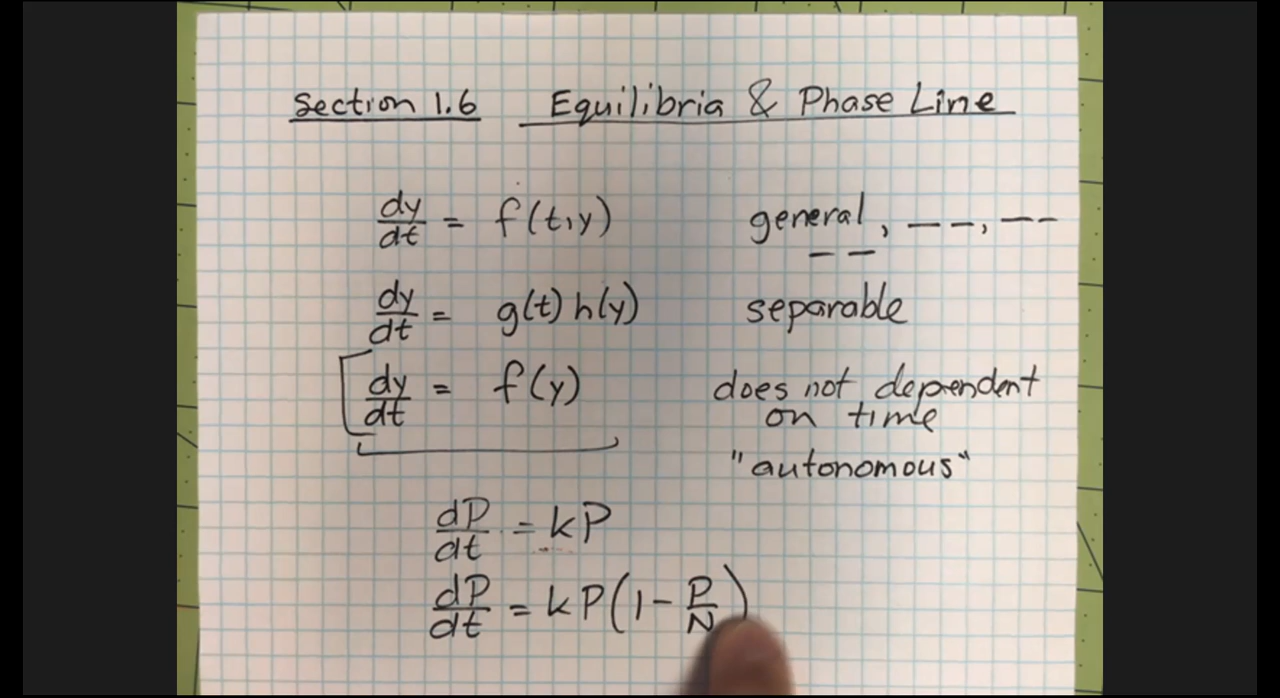 Section 1.6 Equilibria & Phase Line
dy/dt = f(t,y) general, _ _, _ _
_ _
dy/dt = g(t) h(y) separable
dy/dt = f(y) does not dependent
on time
"autonomous"
dP/dt = kP
dP/dt = kP(1 - P/N)